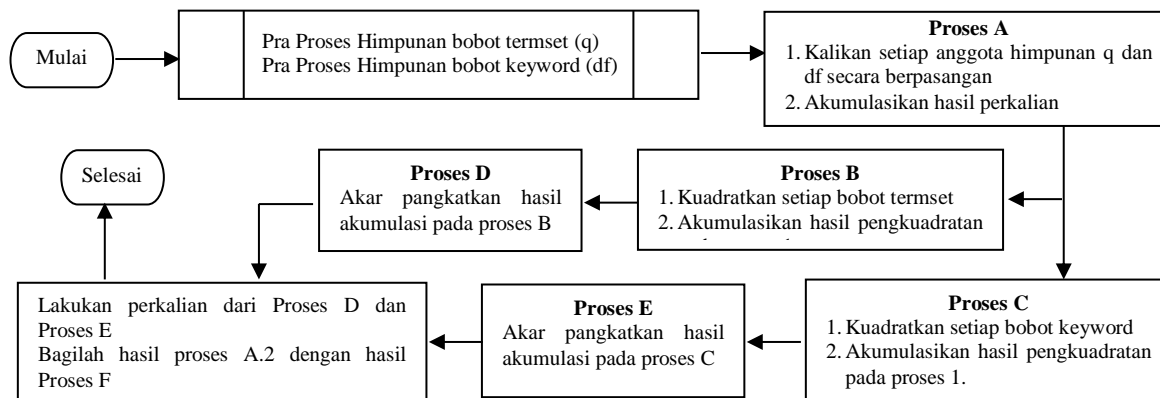 Mulai
Pra Proses Himpunan bobot termset (q)
Pra Proses Himpunan bobot keyword (df)
Proses A
1. Kalikan setiap anggota himpunan q dan
df secara berpasangan
2. Akumulasikan hasil perkalian
Selesai
Proses D
Akar pangkatkan hasil
akumulasi pada proses B
Proses B
1. Kuadratkan setiap bobot termset
2. Akumulasikan hasil pengkuadratan
Lakukan perkalian dari Proses D dan
Proses E
Bagilah hasil proses A.2 dengan hasil
Proses F
Proses E
Akar pangkatkan hasil
akumulasi pada proses C
Proses C
1. Kuadratkan setiap bobot keyword
2. Akumulasikan hasil pengkuadratan
pada proses 1.